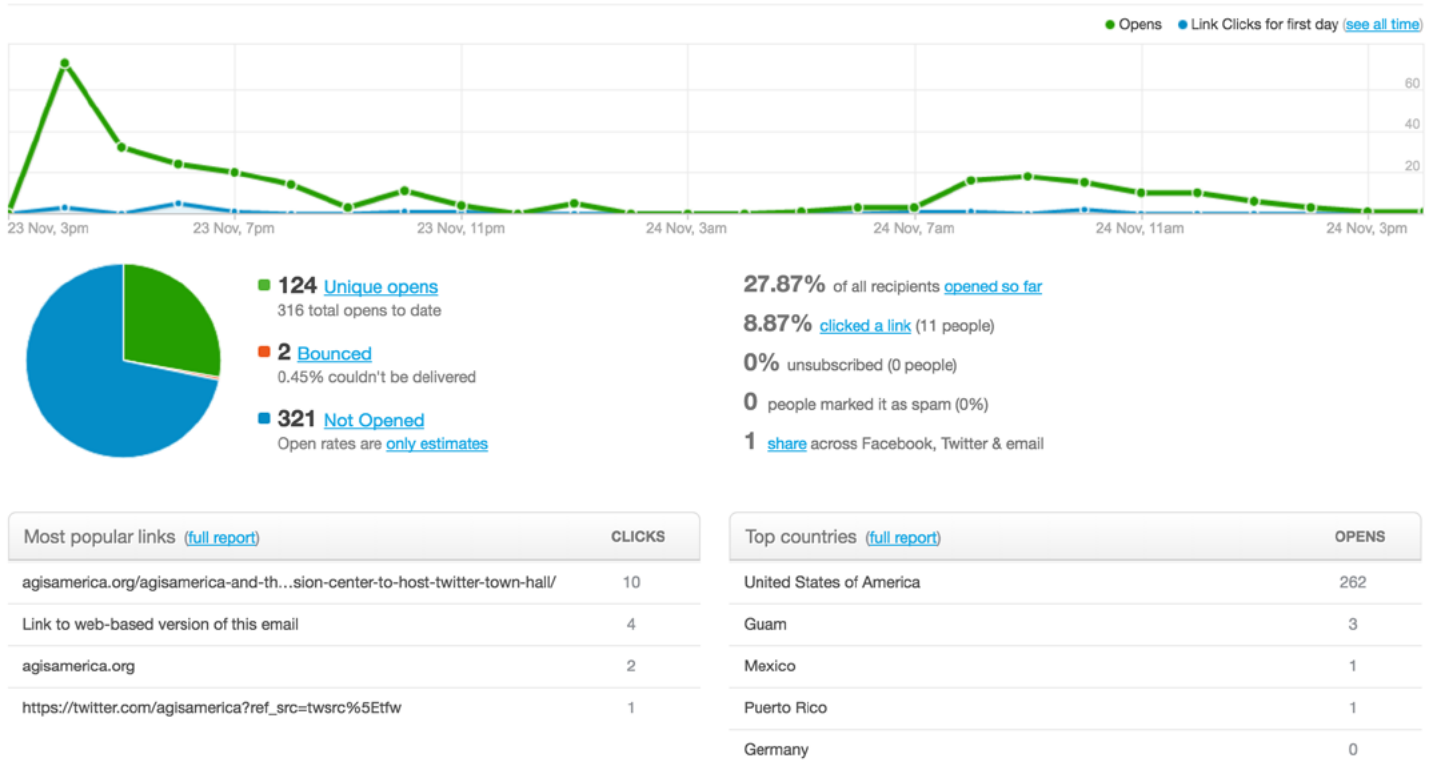 Opens Link Clicks for first day (see all time)
60
40
20
23 Nov, 3pm 23 Nov, 7pm 23 Nov, 11pm 24 Nov, 3am 24 Nov, 7am 24 Nov, 11am 24 Nov, 3pm
124 Unique opens
316 total opens to date
2 Bounced
0.45% couldn't be delivered
321 Not Opened
Open rates are only estimates
27.87% of all recipients opened so far
8.87% clicked a link (11 people)
0% unsubscribed (0 people)
0 people marked it as spam (0%)
1 share across Facebook, Twitter & email
Most popular links (full report) CLICKS
agisamerica.org/agisamerica-and-th...sion-center-to-host-twitter-town-hall/ 10
Link to web-based version of this email 4
agisamerica.org 2
https://twitter.com/agisamerica?ref_src=twsrc%5Etfw 1
Top countries (full report) OPENS
United States of America 262
Guam 3
Mexico 1
Puerto Rico 1
Germany 0